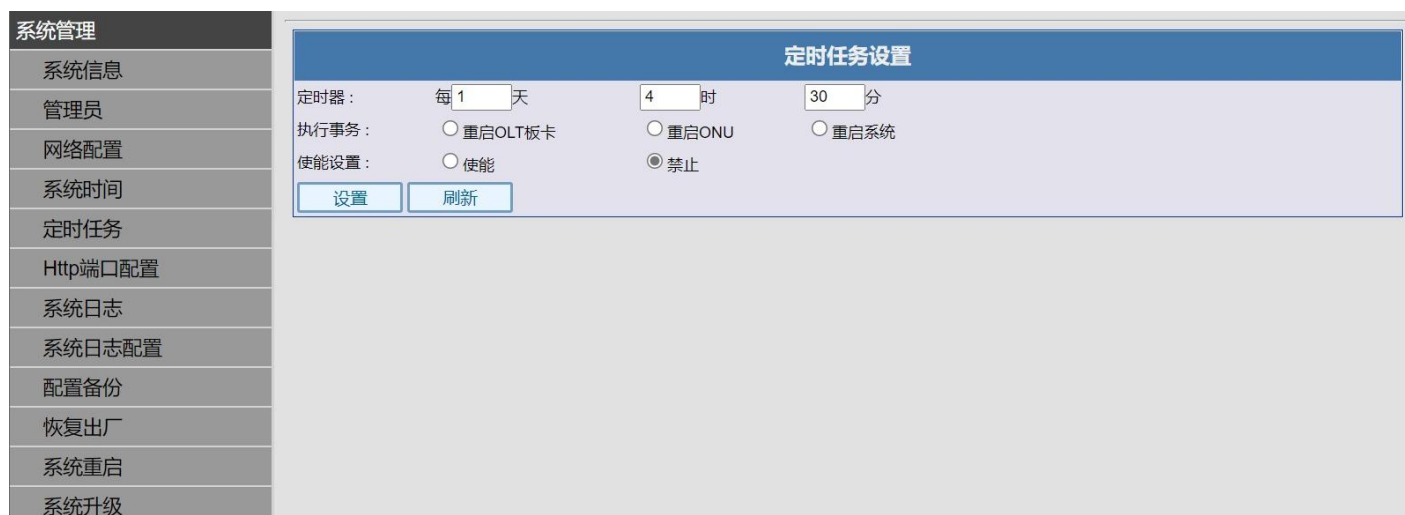 系统管理
系统信息
管理员
网络配置
系统时间
定时任务
Http端口配置
系统日志
系统日志配置
配置备份
恢复出厂
系统重启
系统升级
定时任务设置
定时器： 每 1 天 4 时 30 分
执行事务： 重启OLT板卡 重启ONU 重启系统
使能设置： 使能 禁止
设置 刷新